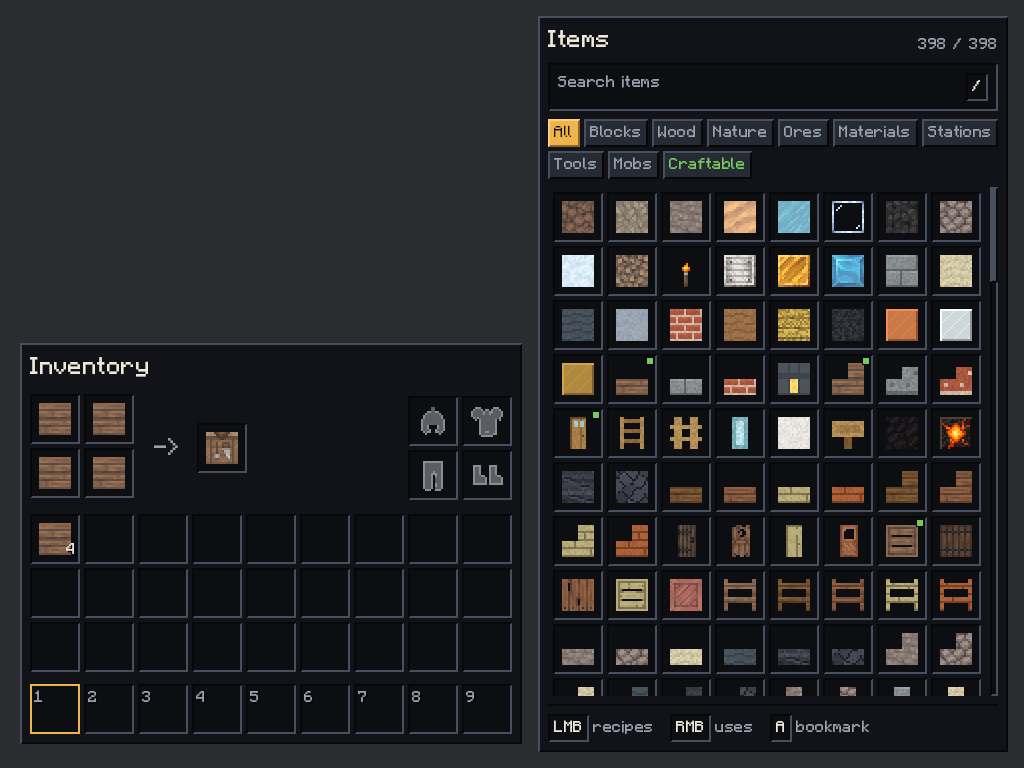 Items
398 / 398
Search items
/
All Blocks Wood Nature Ores Materials Stations
Tools Mobs Craftable
Inventory
->
4
1 2 3 4 5 6 7 8 9
LMB recipes RMB uses A bookmark